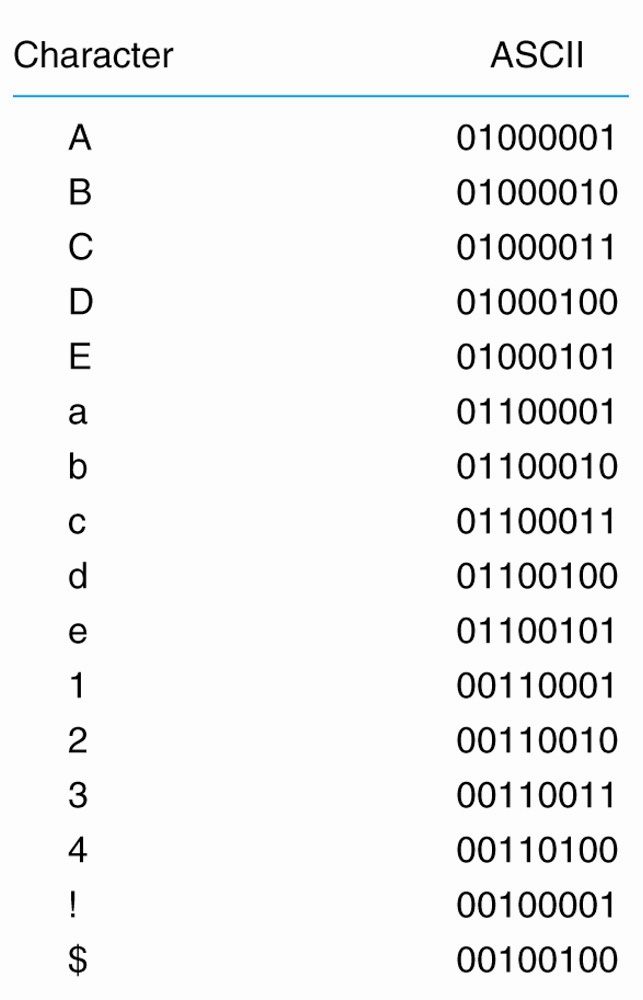 Character ASCII
A 01000001
B 01000010
C 01000011
D 01000100
E 01000101
a 01100001
b 01100010
c 01100011
d 01100100
e 01100101
1 00110001
2 00110010
3 00110011
4 00110100
! 00100001
$ 00100100